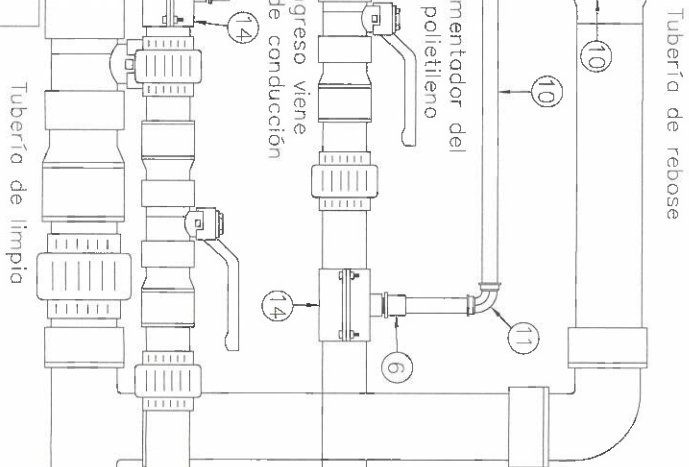 Tubería de rebose
10
10
mentador del
polietileno
11
6
greso viene
de conducción
14
14
Tubería de limpia